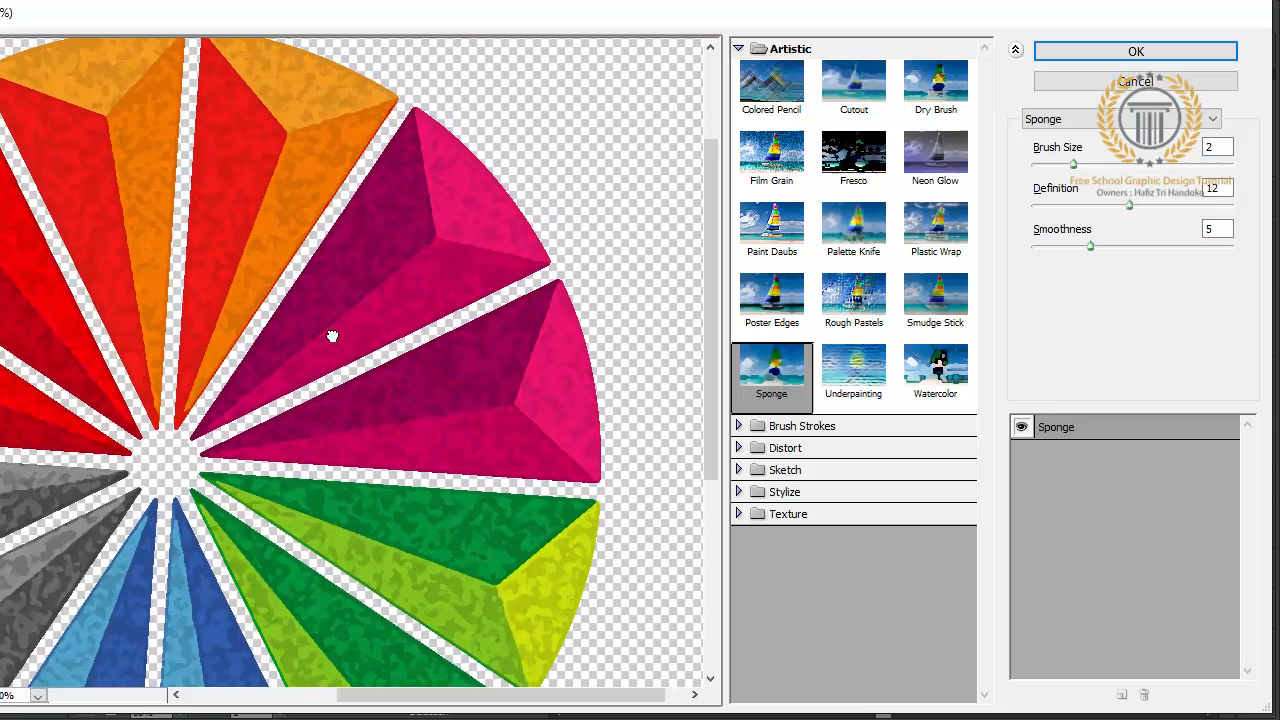 %)
Artistic
Colored Pencil
Cutout
Dry Brush
Film Grain
Fresco
Neon Glow
Paint Daubs
Palette Knife
Plastic Wrap
Poster Edges
Rough Pastels
Smudge Stick
Sponge
Underpainting
Watercolor
Brush Strokes
Distort
Sketch
Stylize
Texture
OK
Cancel
Sponge
Brush Size
2
Free School Graphic Design Tutorial
Definition
12
Owners : Hafiz Tri Handoko
Smoothness
5
Sponge
0%